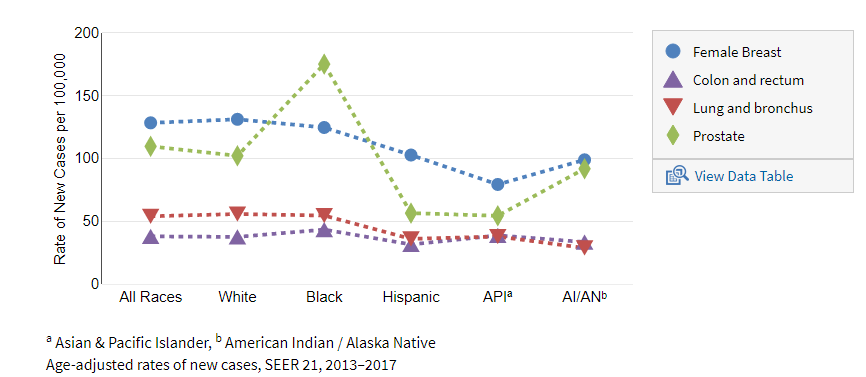 200
150
100
50
0
Rate of New Cases per 100,000
All Races White Black Hispanic APIᵃ AI/ANᵇ
Female Breast
Colon and rectum
Lung and bronchus
Prostate
View Data Table
ᵃ Asian & Pacific Islander, ᵇ American Indian / Alaska Native
Age-adjusted rates of new cases, SEER 21, 2013–2017